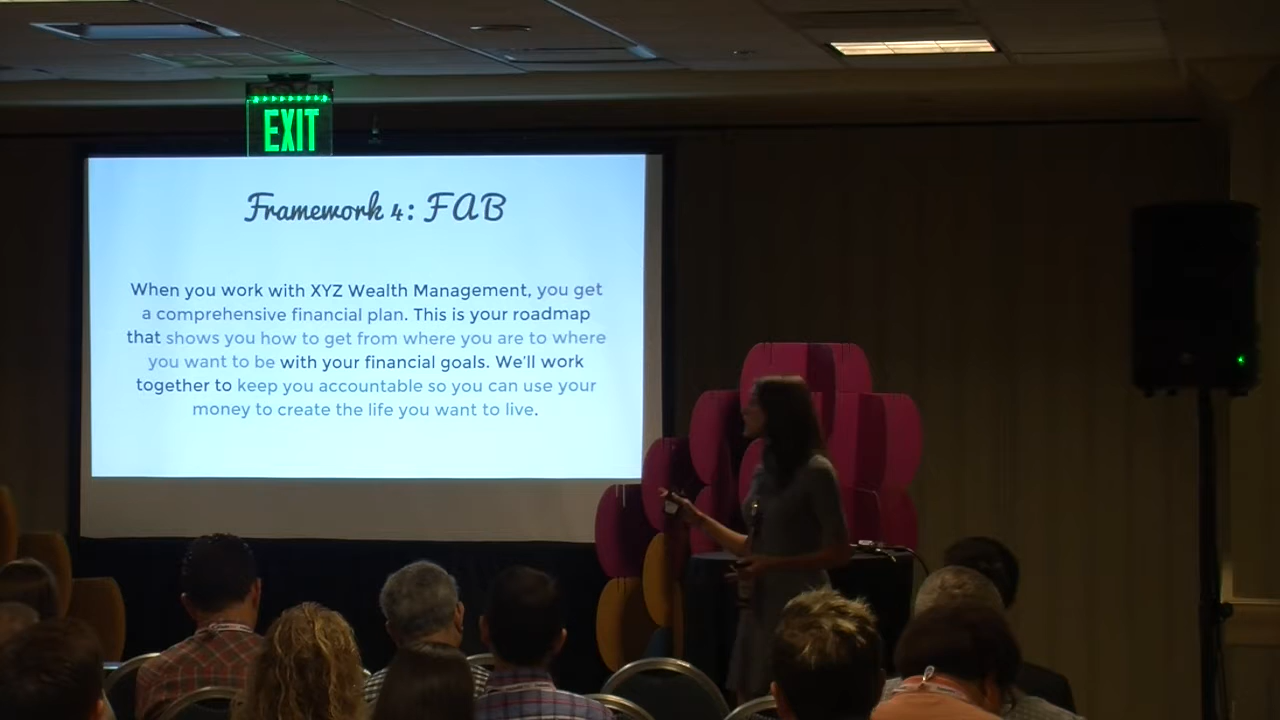 EXIT
Framework 4: FAB
When you work with XYZ Wealth Management, you get
a comprehensive financial plan. This is your roadmap
that shows you how to get from where you are to where
you want to be with your financial goals. We'll work
together to keep you accountable so you can use your
money to create the life you want to live.